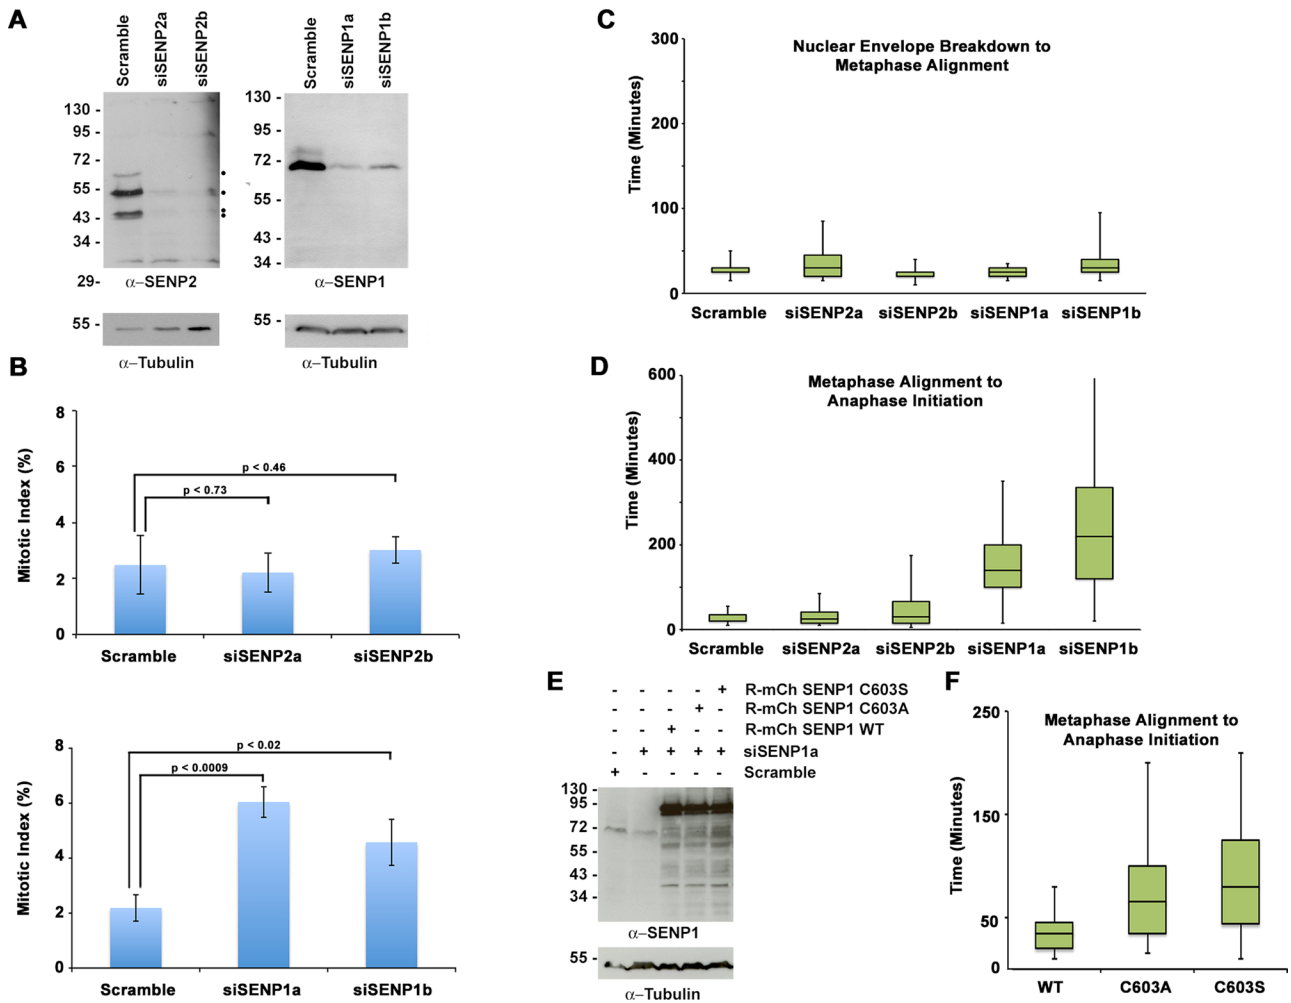 A
Scramble
siSENP2a
siSENP2b
130 -
95 -
72 -
55 -
43 -
34 -
29-
α–SENP2
55 -
α–Tubulin
Scramble
siSENP1a
siSENP1b
130 -
95 -
72 -
55 -
43 -
34 -
α–SENP1
55 -
α–Tubulin
B
Mitotic Index (%)
8
6
4
2
0
p < 0.46
p < 0.73
Scramble siSENP2a siSENP2b
Mitotic Index (%)
8
6
4
2
0
p < 0.02
p < 0.0009
Scramble siSENP1a siSENP1b
C
Nuclear Envelope Breakdown to
Metaphase Alignment
Time (Minutes)
300
200
100
0
Scramble siSENP2a siSENP2b siSENP1a siSENP1b
D
Metaphase Alignment to
Anaphase Initiation
Time (Minutes)
600
400
200
0
Scramble siSENP2a siSENP2b siSENP1a siSENP1b
E
- - - - + R-mCh SENP1 C603S
- - - + - R-mCh SENP1 C603A
- - + - - R-mCh SENP1 WT
- + + + + siSENP1a
+ - - - - Scramble
130 -
95 -
72 -
55 -
43 -
34 -
α–SENP1
55 -
α–Tubulin
F
Metaphase Alignment to
Anaphase Initiation
Time (Minutes)
250
150
50
0
WT C603A C603S